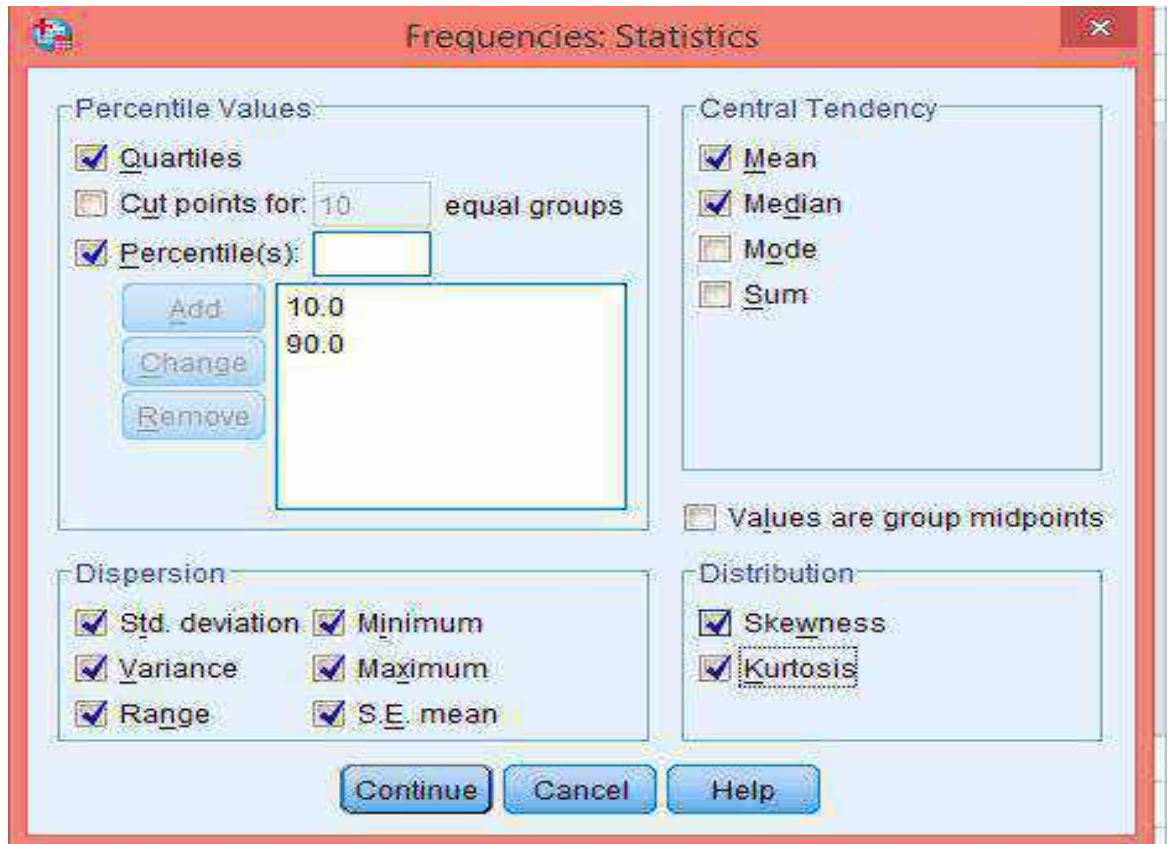 Frequencies: Statistics
Percentile Values
Quartiles
Cut points for: 10 equal groups
Percentile(s):
Add
Change
Remove
10.0
90.0
Central Tendency
Mean
Median
Mode
Sum
Values are group midpoints
Dispersion
Std. deviation Minimum
Variance Maximum
Range S.E. mean
Distribution
Skewness
Kurtosis
Continue Cancel Help